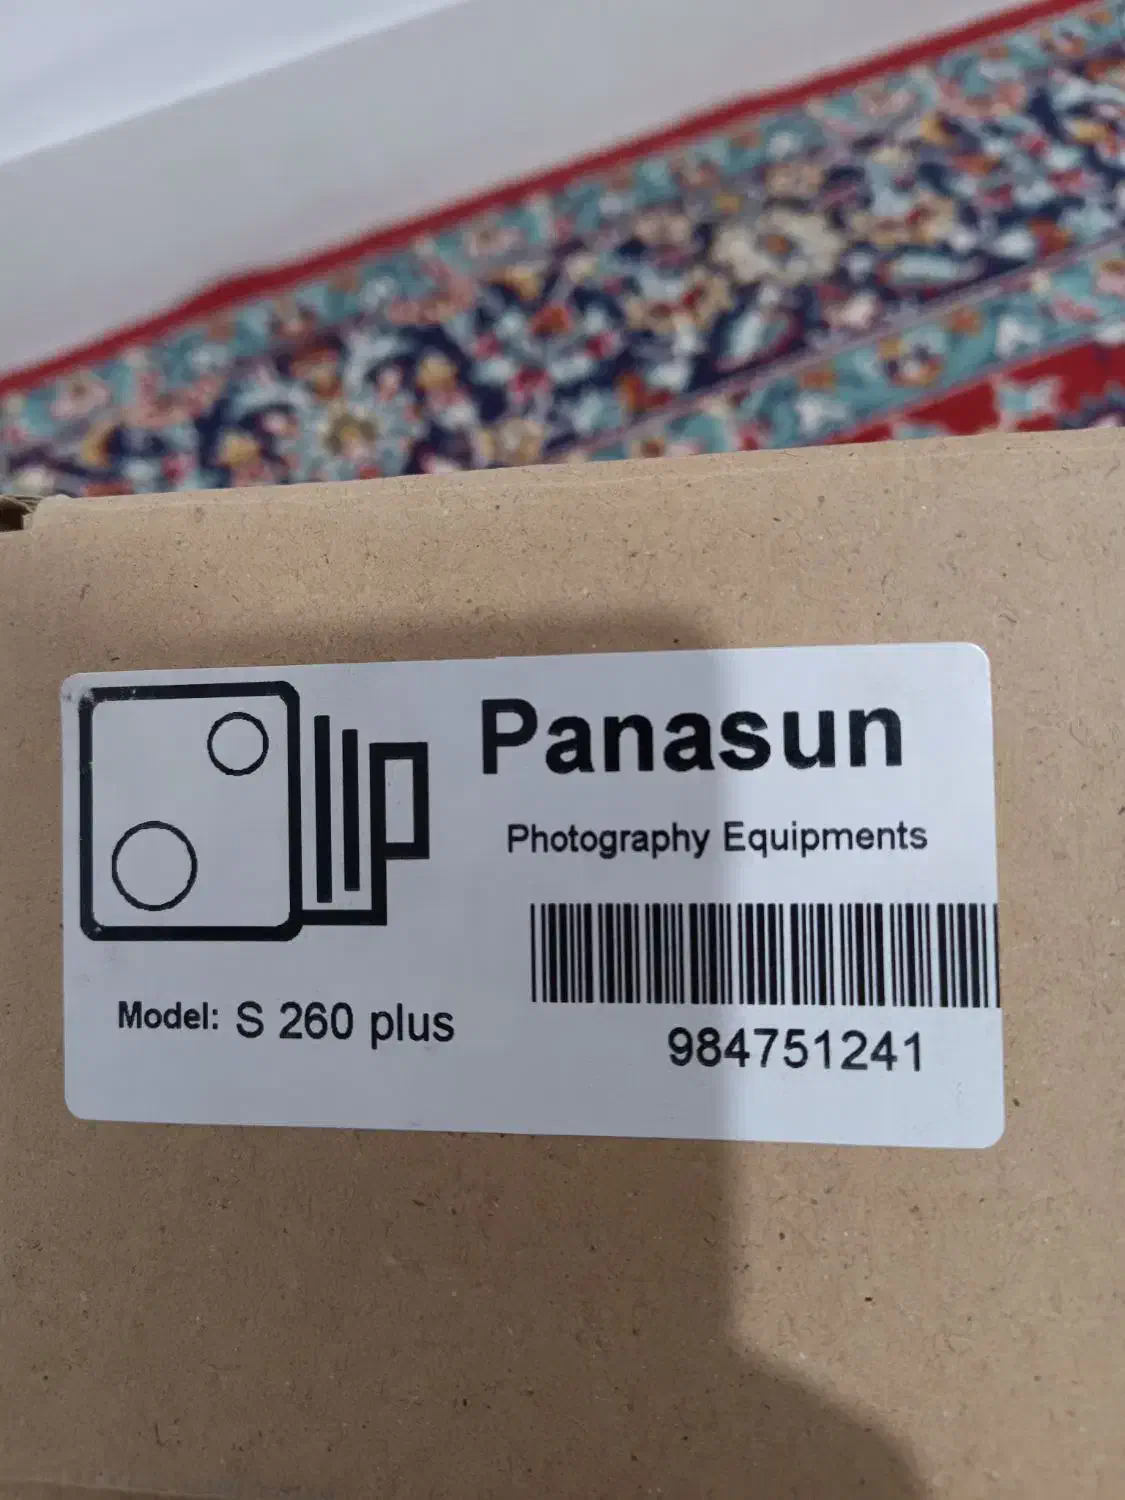 Panasun
Photography Equipments
Model: S 260 plus
984751241